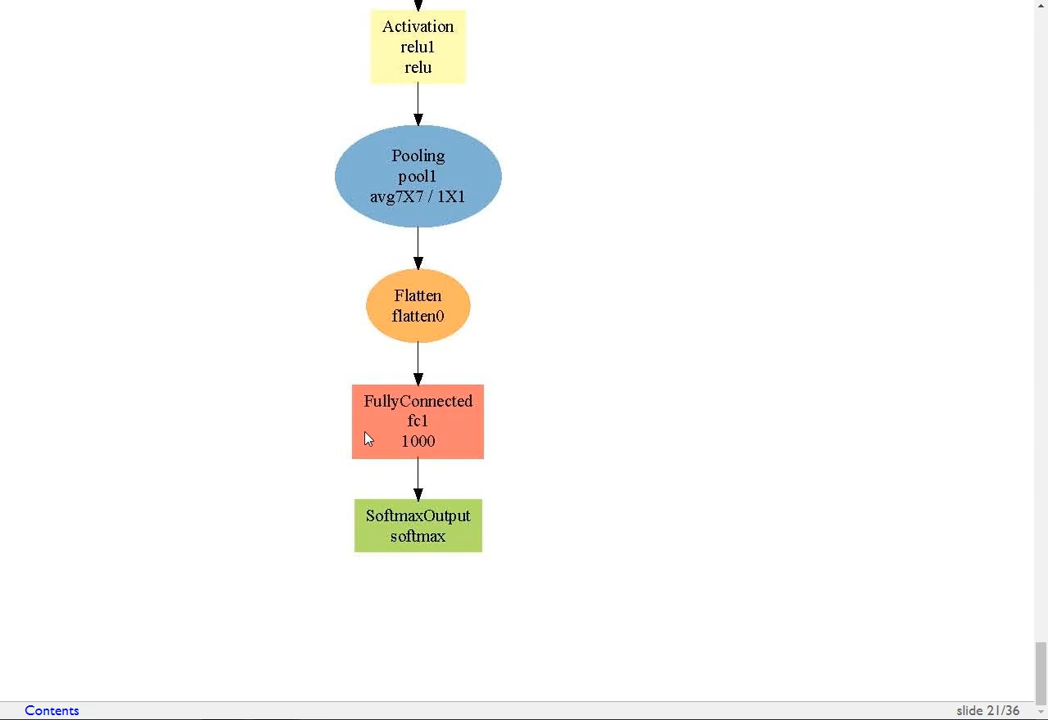 Activation
relu1
relu
Pooling
pool1
avg7X7 / 1X1
Flatten
flatten0
FullyConnected
fc1
1000
SoftmaxOutput
softmax
Contents
slide 21/36